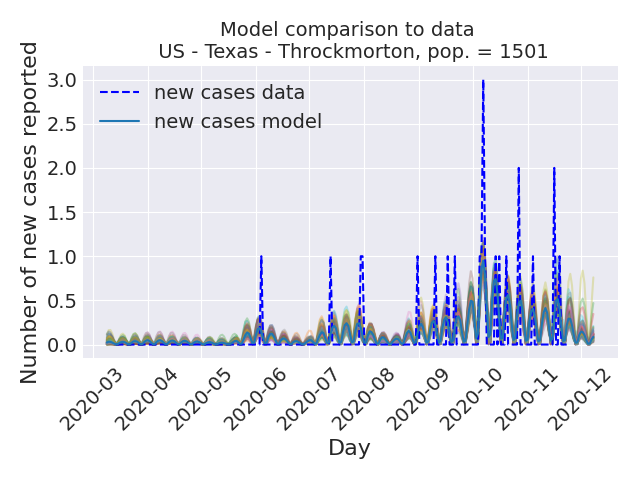 Model comparison to data
US - Texas - Throckmorton, pop. = 1501
Number of new cases reported
3.0
2.5
2.0
1.5
1.0
0.5
0.0
new cases data
new cases model
2020-03
2020-04
2020-05
2020-06
2020-07
2020-08
2020-09
2020-10
2020-11
2020-12
Day